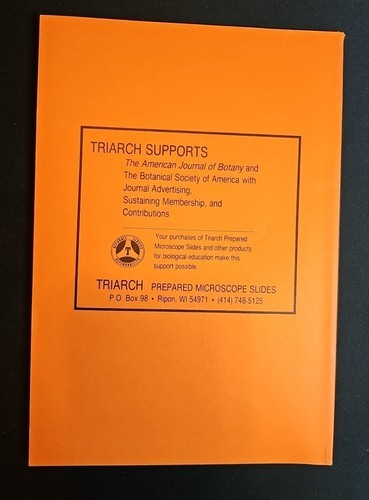 TRIARCH SUPPORTS
The American Journal of Botany and
The Botanical Society of America with
Journal Advertising,
Sustaining Membership, and
Contributions
Your purchases of Triarch Prepared
Microscope Slides and other products
for biological education make this
support possible.
TRIARCH PREPARED MICROSCOPE SLIDES
P.O. Box 98 • Ripon, WI 54971 • (414) 748-5125